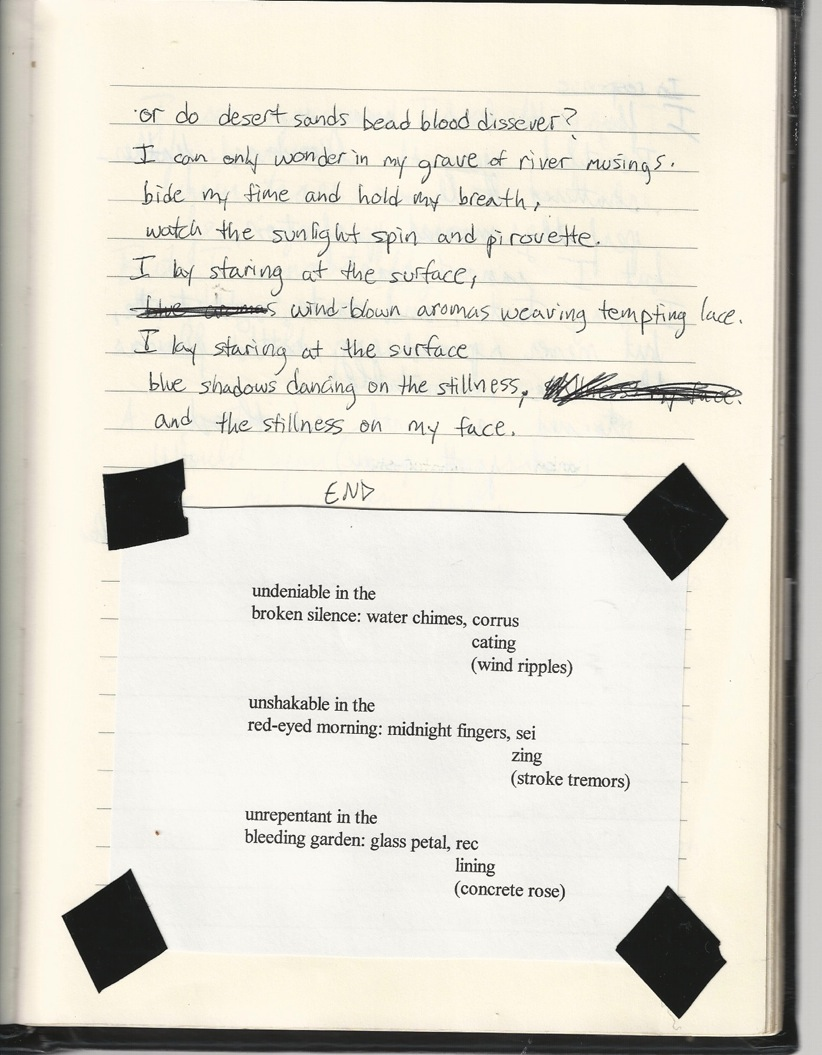 or do desert sands bead blood dissever?
I can only wonder in my grave of river musings.
bide my time and hold my breath,
watch the sunlight spin and pirouette.
I lay staring at the surface,
blue aromas wind-blown aromas weaving tempting lace.
I lay staring at the surface
blue shadows dancing on the stillness,
and the stillness on my face.
END
undeniable in the
broken silence: water chimes, corrus
cating
(wind ripples)
unshakable in the
red-eyed morning: midnight fingers, sei
zing
(stroke tremors)
unrepentant in the
bleeding garden: glass petal, rec
lining
(concrete rose)